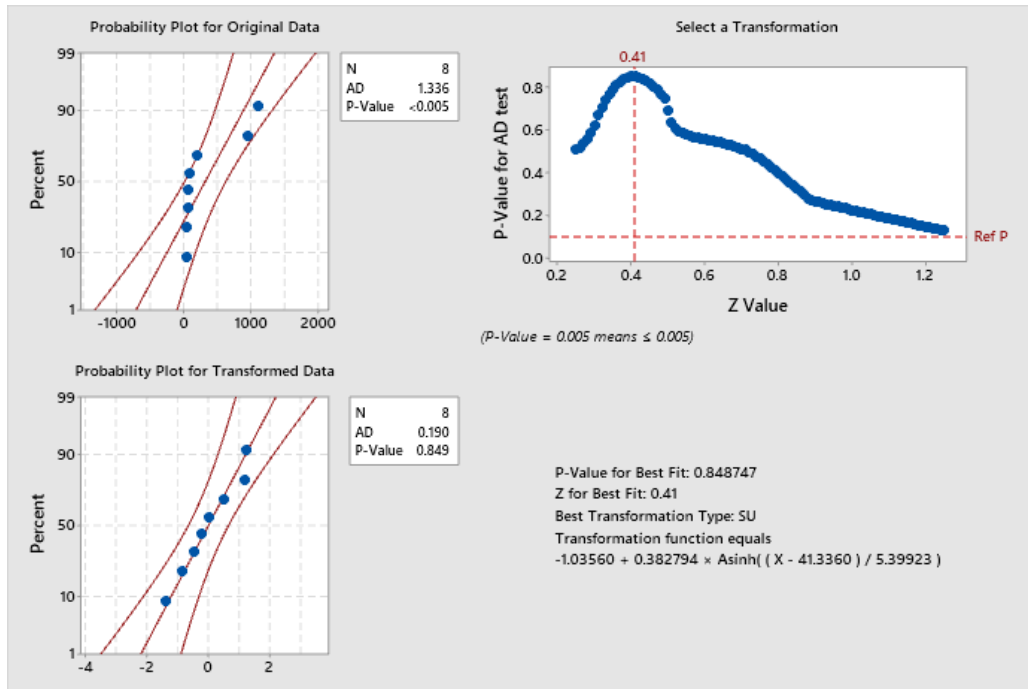 Probability Plot for Original Data
99
90
50
10
1
Percent
-1000 0 1000 2000
N 8
AD 1.336
P-Value <0.005
Select a Transformation
0.41
0.8
0.6
0.4
0.2
0.0
P-Value for AD test
Ref P
0.2 0.4 0.6 0.8 1.0 1.2
Z Value
(P-Value = 0.005 means ≤ 0.005)
Probability Plot for Transformed Data
99
90
50
10
1
Percent
-4 -2 0 2
N 8
AD 0.190
P-Value 0.849
P-Value for Best Fit: 0.848747
Z for Best Fit: 0.41
Best Transformation Type: SU
Transformation function equals
-1.03560 + 0.382794 × Asinh( ( X - 41.3360 ) / 5.39923 )